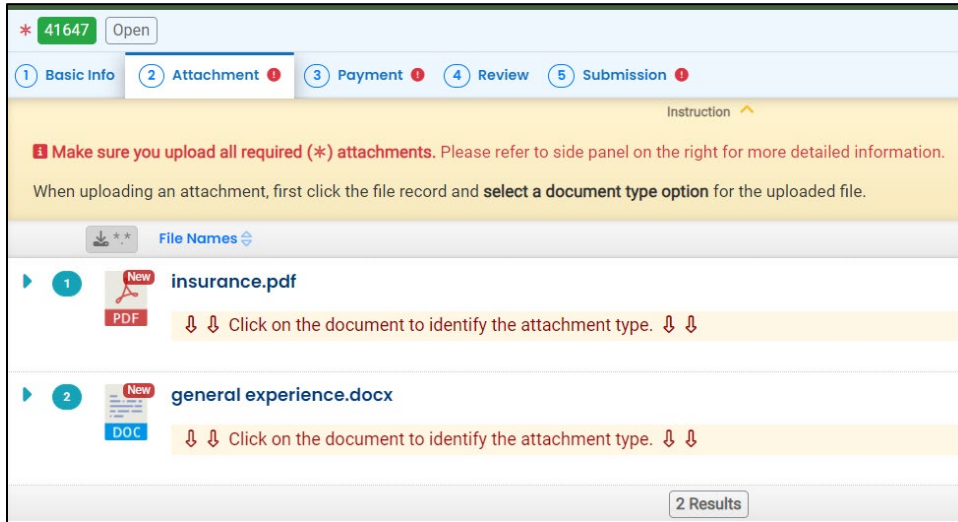 * 41647 Open
1 Basic Info 2 Attachment 3 Payment 4 Review 5 Submission
Instruction
Make sure you upload all required (*) attachments. Please refer to side panel on the right for more detailed information.
When uploading an attachment, first click the file record and select a document type option for the uploaded file.
*.* File Names
1 New PDF insurance.pdf
⇩ ⇩ Click on the document to identify the attachment type. ⇩ ⇩
2 New DOC general experience.docx
⇩ ⇩ Click on the document to identify the attachment type. ⇩ ⇩
2 Results